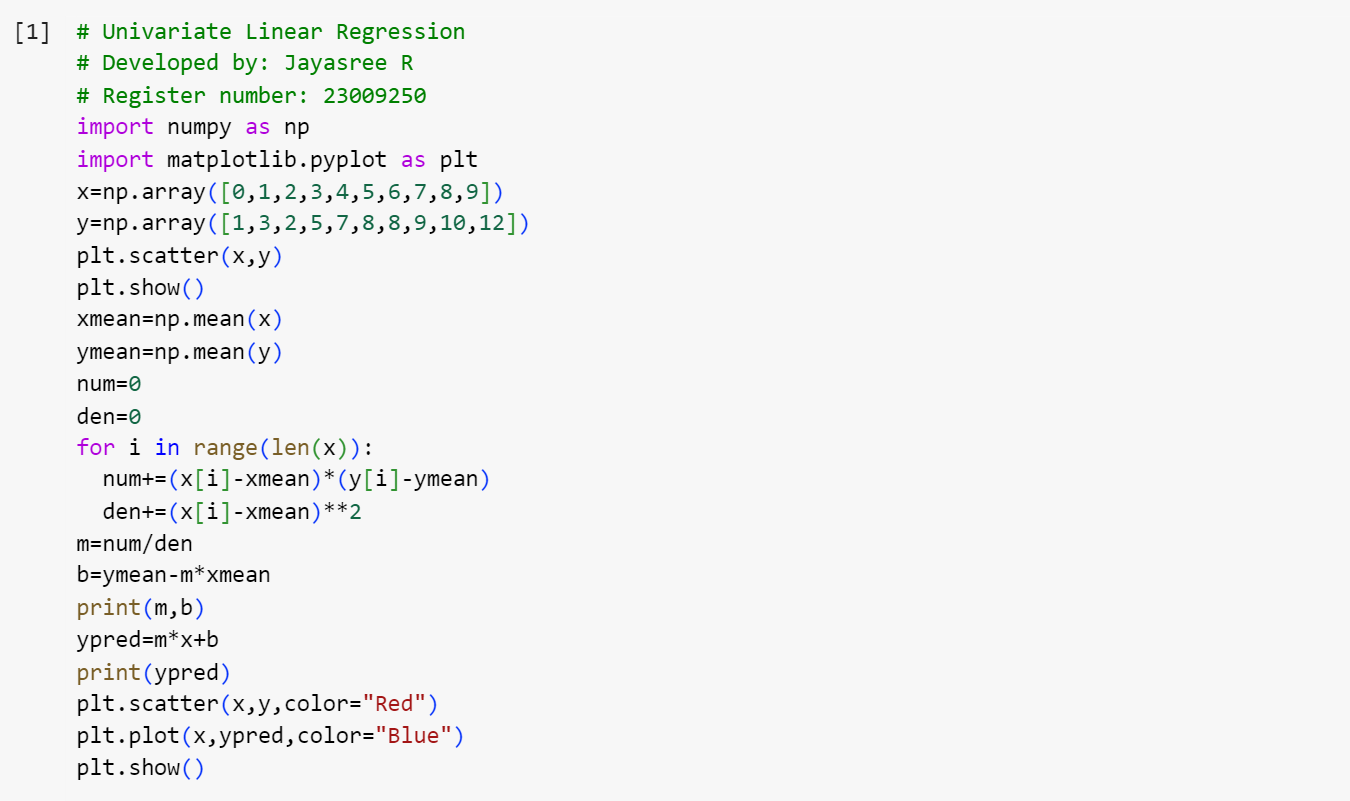 [1] # Univariate Linear Regression
# Developed by: Jayasree R
# Register number: 23009250
import numpy as np
import matplotlib.pyplot as plt
x=np.array([0,1,2,3,4,5,6,7,8,9])
y=np.array([1,3,2,5,7,8,8,9,10,12])
plt.scatter(x,y)
plt.show()
xmean=np.mean(x)
ymean=np.mean(y)
num=0
den=0
for i in range(len(x)):
  num+=(x[i]-xmean)*(y[i]-ymean)
  den+=(x[i]-xmean)**2
m=num/den
b=ymean-m*xmean
print(m,b)
ypred=m*x+b
print(ypred)
plt.scatter(x,y,color="Red")
plt.plot(x,ypred,color="Blue")
plt.show()